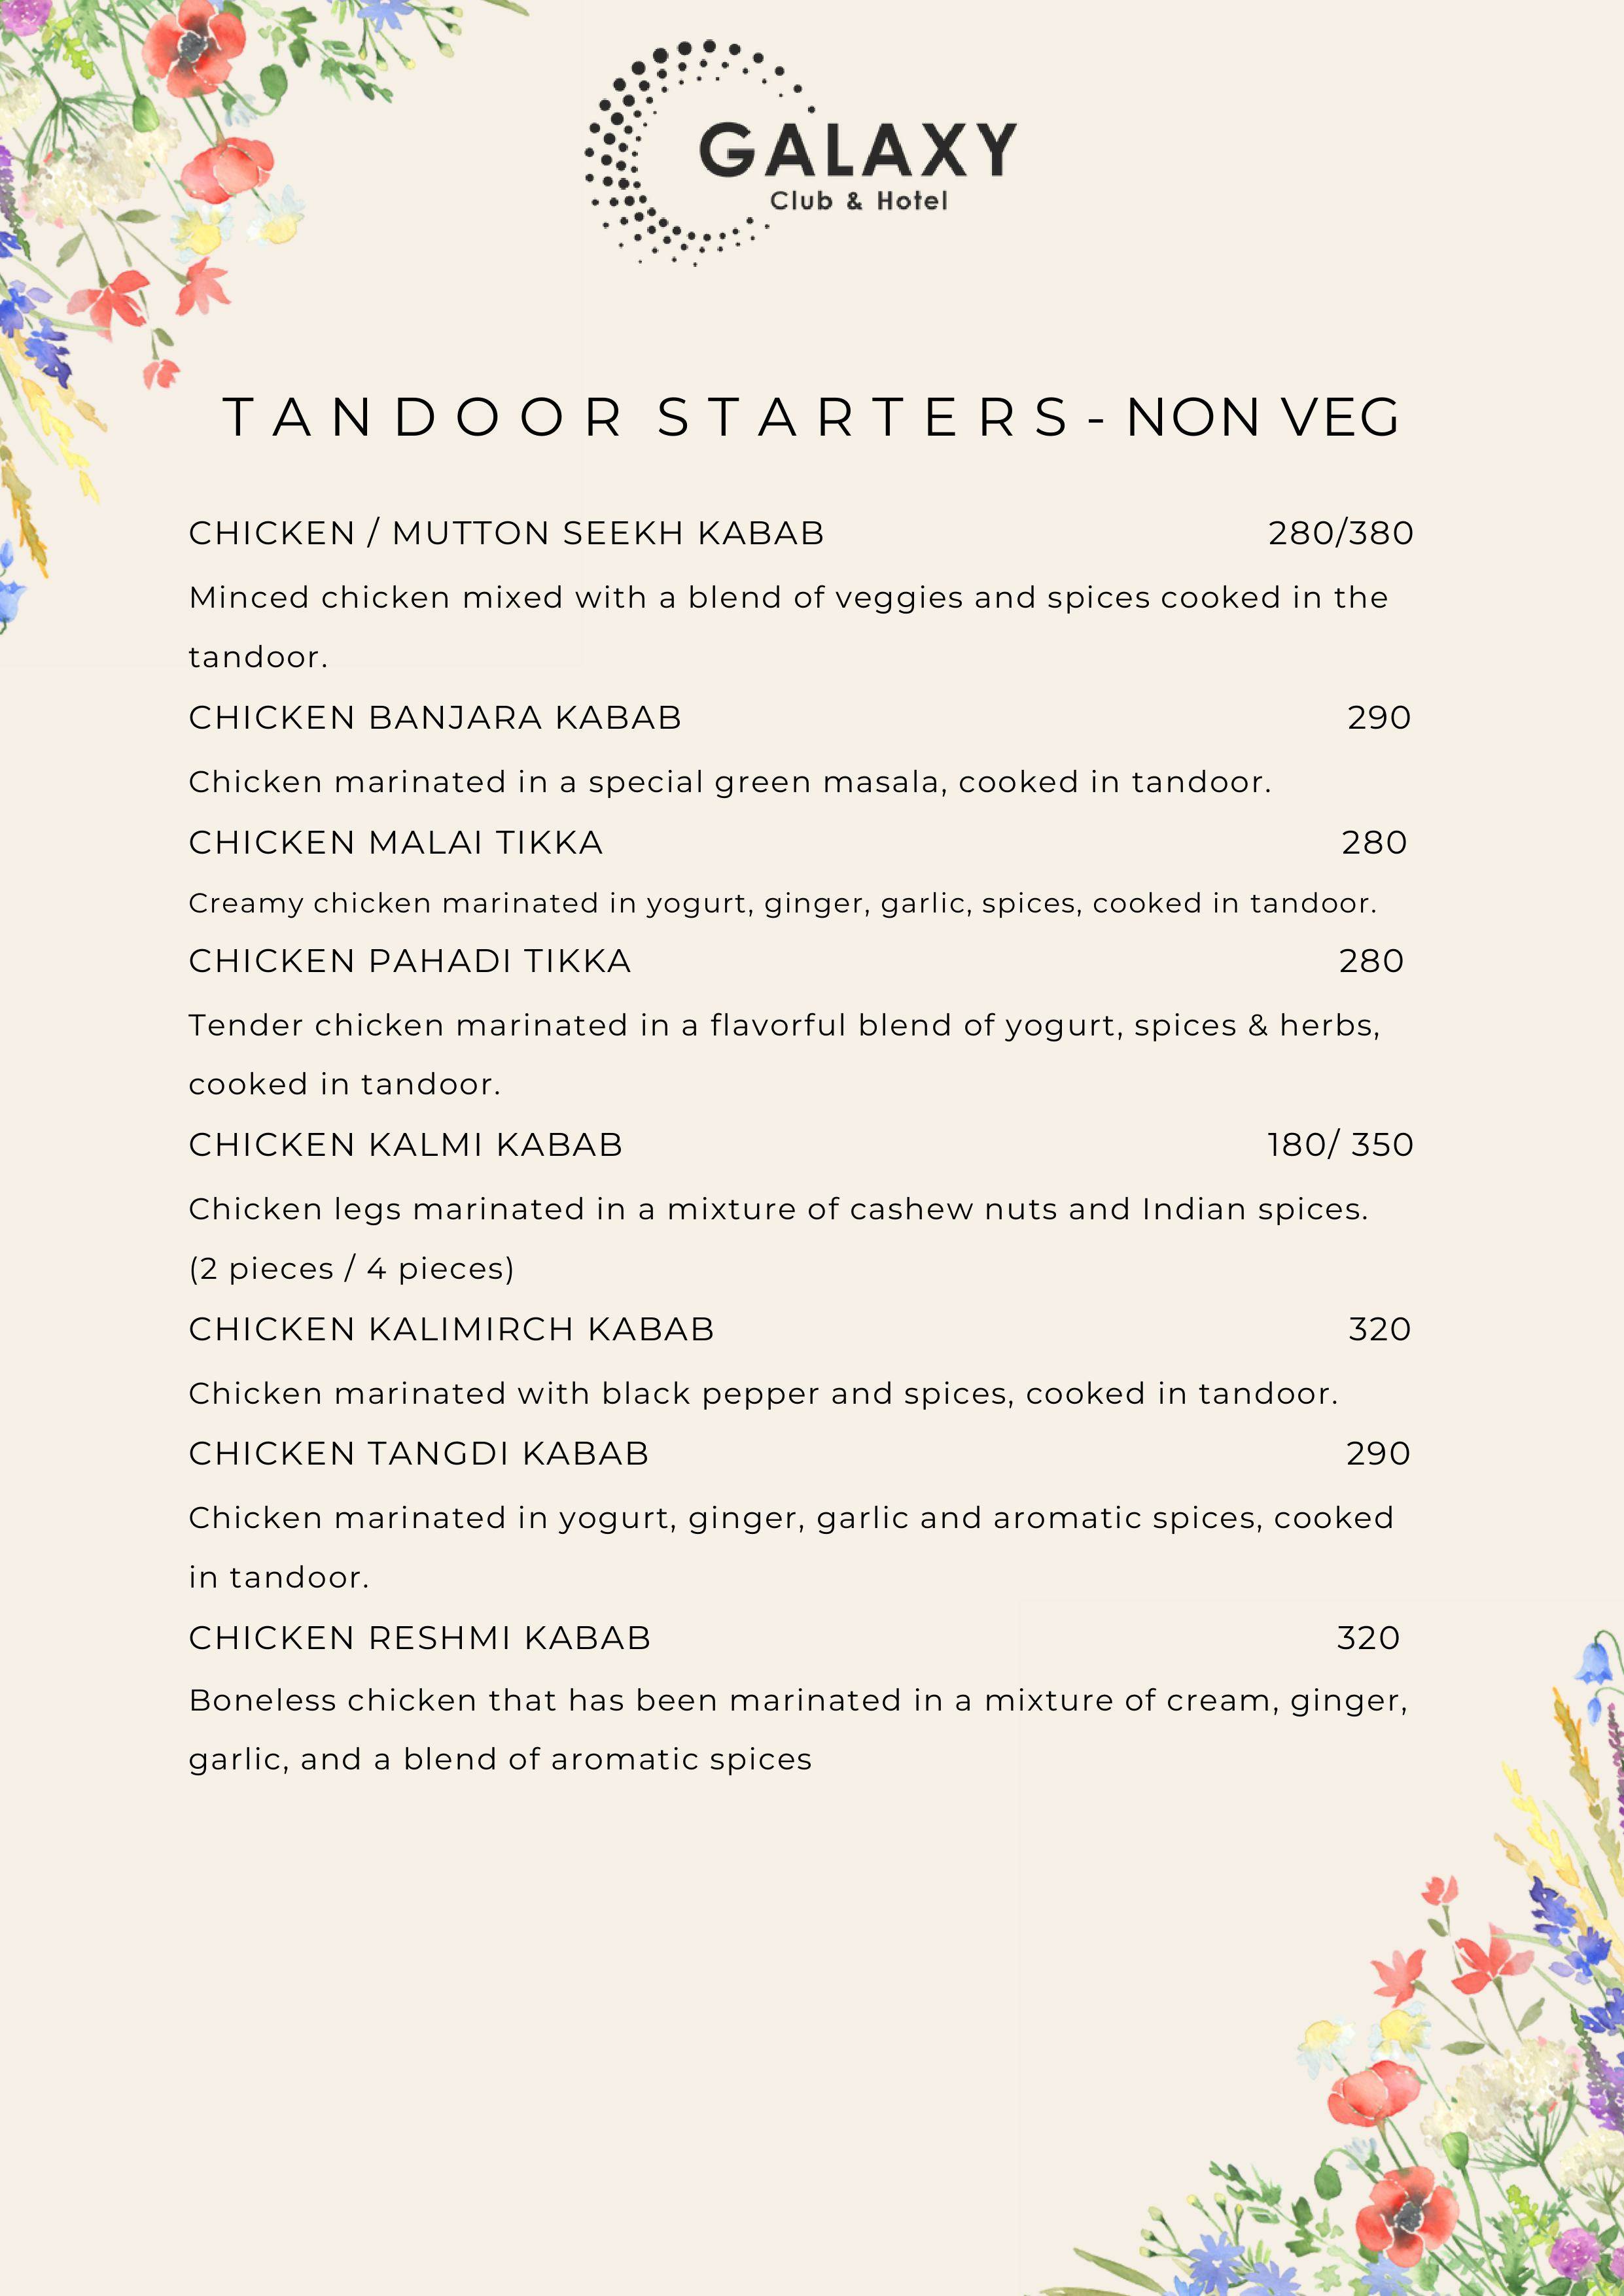 GALAXY
Club & Hotel
TANDOOR STARTERS - NON VEG
CHICKEN / MUTTON SEEKH KABAB 280/380
Minced chicken mixed with a blend of veggies and spices cooked in the
tandoor.
CHICKEN BANJARA KABAB 290
Chicken marinated in a special green masala, cooked in tandoor.
CHICKEN MALAI TIKKA 280
Creamy chicken marinated in yogurt, ginger, garlic, spices, cooked in tandoor.
CHICKEN PAHADI TIKKA 280
Tender chicken marinated in a flavorful blend of yogurt, spices & herbs,
cooked in tandoor.
CHICKEN KALMI KABAB 180/ 350
Chicken legs marinated in a mixture of cashew nuts and Indian spices.
(2 pieces / 4 pieces)
CHICKEN KALIMIRCH KABAB 320
Chicken marinated with black pepper and spices, cooked in tandoor.
CHICKEN TANGDI KABAB 290
Chicken marinated in yogurt, ginger, garlic and aromatic spices, cooked
in tandoor.
CHICKEN RESHMI KABAB 320
Boneless chicken that has been marinated in a mixture of cream, ginger,
garlic, and a blend of aromatic spices